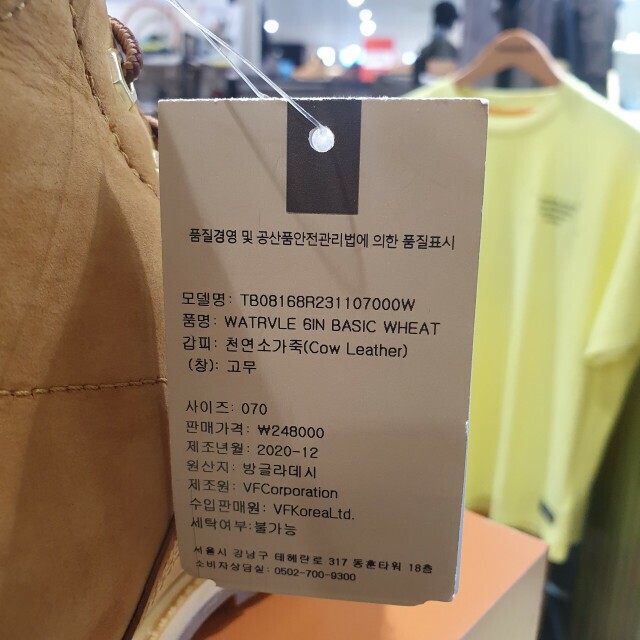 품질경영 및 공산품안전관리법에 의한 품질표시
모델명: TB08168R231107000W
품명: WATRVLE 6IN BASIC WHEAT
갑피: 천연소가죽(Cow Leather)
(창): 고무
사이즈: 070
판매가격: ₩248000
제조년월: 2020-12
원산지: 방글라데시
제조원: VFCorporation
수입판매원: VFKoreaLtd.
세탁여부:불가능
서울시 강남구 테헤란로 317 동훈타워 18층
소비자상담실: 0502-700-9300